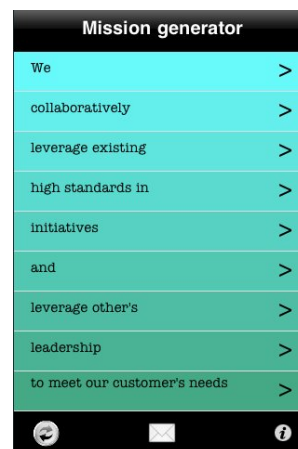 Mission generator
We >
collaboratively >
leverage existing >
high standards in >
initiatives >
and >
leverage other's >
leadership >
to meet our customer's needs >
i